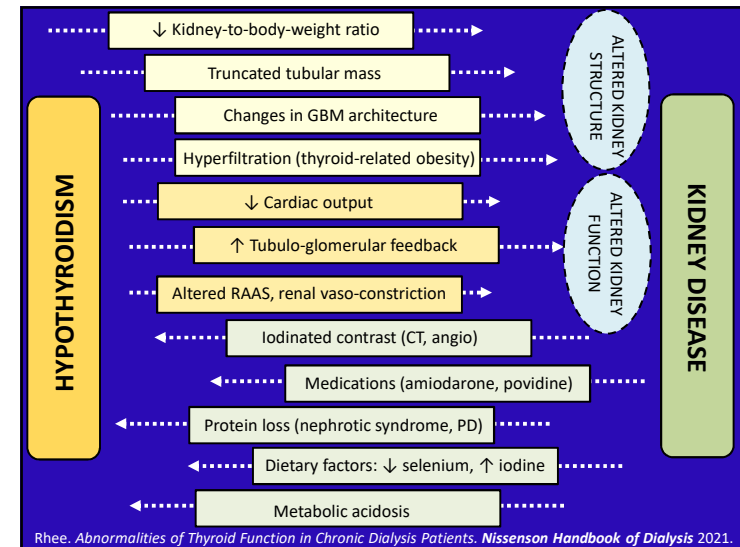 ↓ Kidney-to-body-weight ratio
Truncated tubular mass
Changes in GBM architecture
Hyperfiltration (thyroid-related obesity)
↓ Cardiac output
↑ Tubulo-glomerular feedback
Altered RAAS, renal vaso-constriction
Iodinated contrast (CT, angio)
Medications (amiodarone, povidine)
Protein loss (nephrotic syndrome, PD)
Dietary factors: ↓ selenium, ↑ iodine
Metabolic acidosis
HYPOTHYROIDISM
ALTERED KIDNEY
STRUCTURE
ALTERED KIDNEY
FUNCTION
KIDNEY DISEASE
Rhee. Abnormalities of Thyroid Function in Chronic Dialysis Patients. Nissenson Handbook of Dialysis 2021.